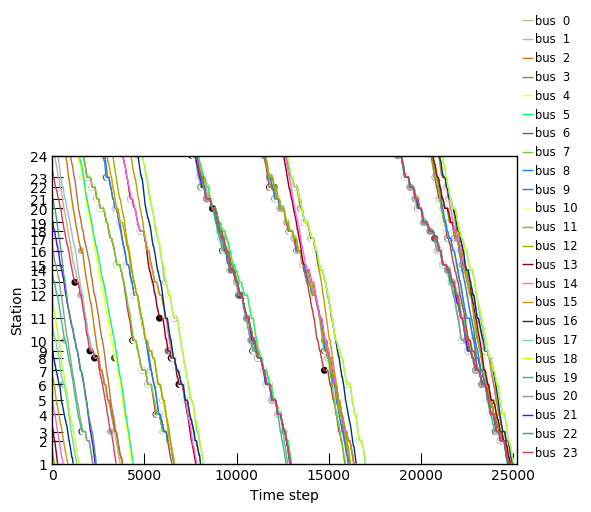 bus 0
bus 1
bus 2
bus 3
bus 4
bus 5
bus 6
bus 7
bus 8
bus 9
bus 10
bus 11
bus 12
bus 13
bus 14
bus 15
bus 16
bus 17
bus 18
bus 19
bus 20
bus 21
bus 22
bus 23
Station
24
23
22
21
20
19
18
17
16
15
14
13
12
11
10
9
8
7
6
5
4
3
2
1
0 5000 10000 15000 20000 25000
Time step